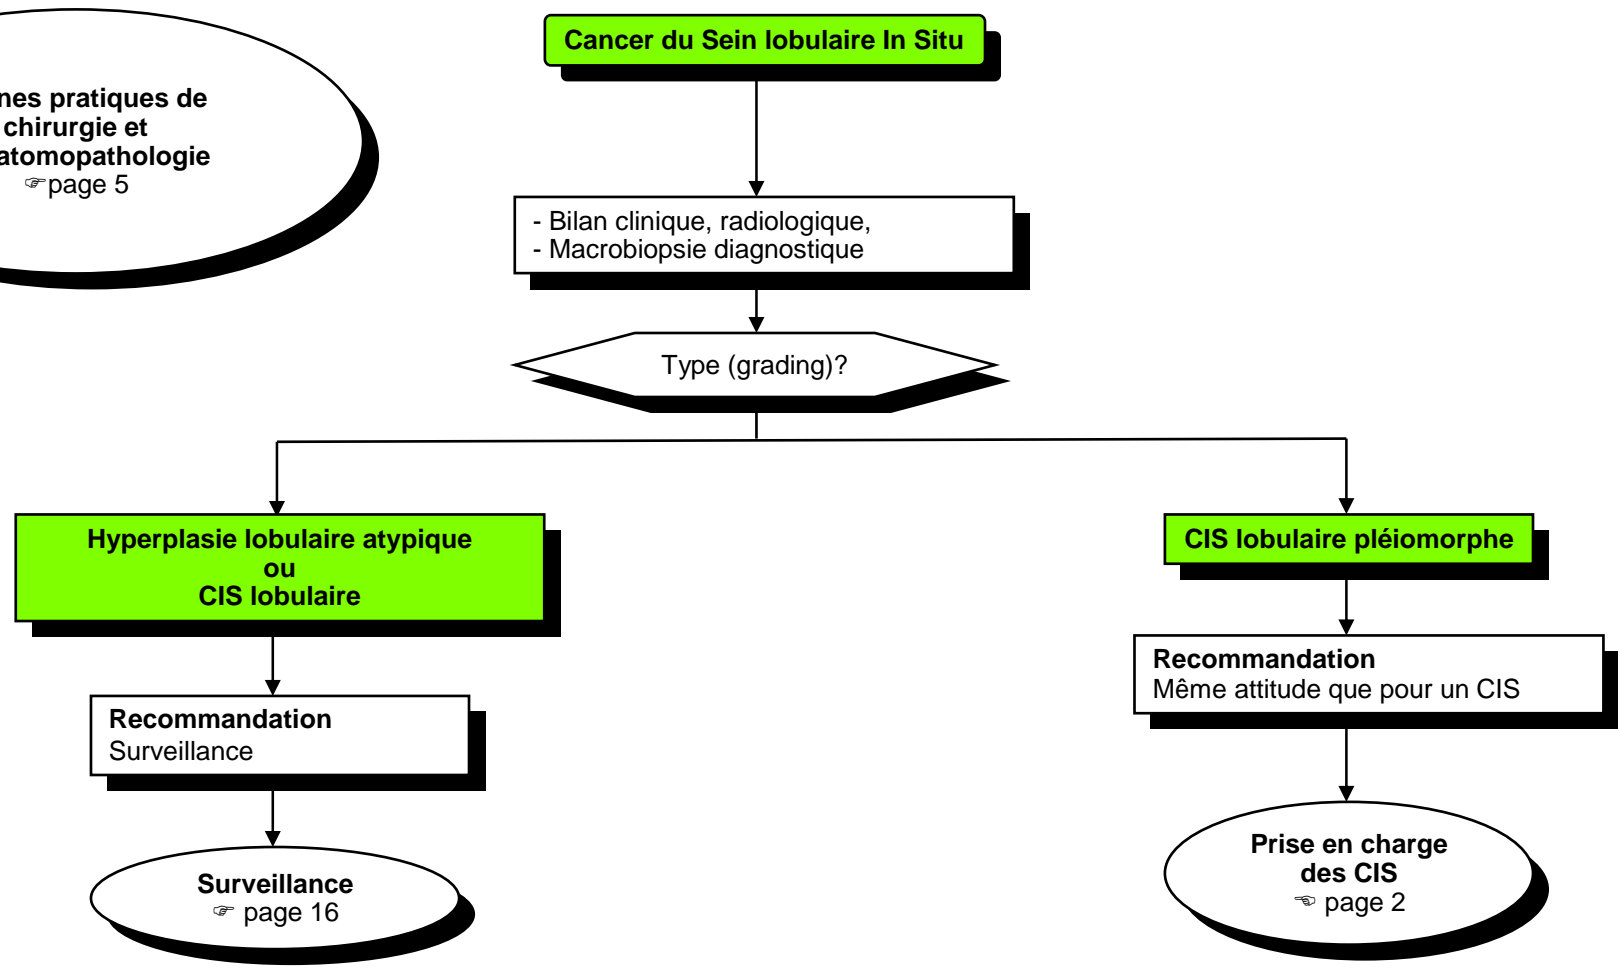 Cancer du Sein lobulaire In Situ
nes pratiques de
chirurgie et
atomopathologie
☞page 5
- Bilan clinique, radiologique,
- Macrobiopsie diagnostique
Type (grading)?
Hyperplasie lobulaire atypique
ou
CIS lobulaire
CIS lobulaire pléiomorphe
Recommandation
Surveillance
Recommandation
Même attitude que pour un CIS
Surveillance
☞ page 16
Prise en charge
des CIS
☜ page 2